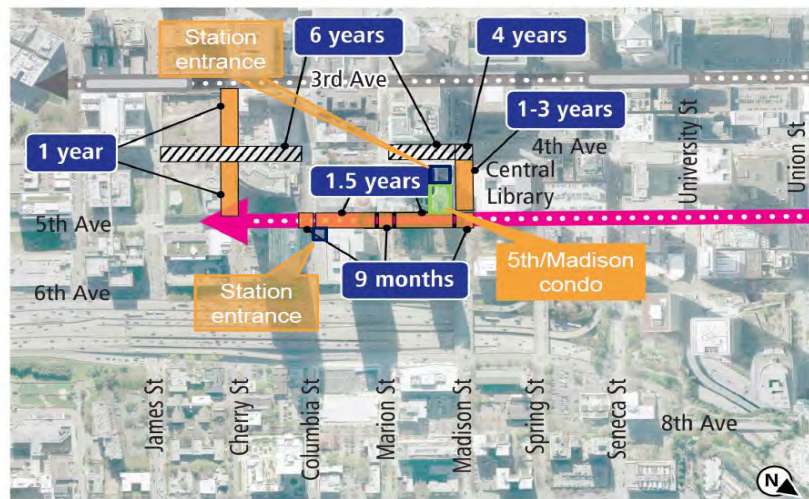 Station
entrance
6 years
4 years
3rd Ave
1-3 years
1 year
4th Ave
Central
Library
University St
Union St
1.5 years
5th Ave
9 months
5th/Madison
condo
6th Ave
Station
entrance
James St
Cherry St
Columbia St
Marion St
Madison St
Spring St
Seneca St
8th Ave
N